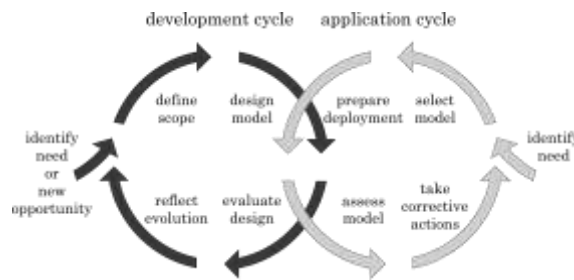 development cycle
application cycle
define
scope
design
model
prepare
deployment
select
model
identify
need
or
new
opportunity
identify
need
reflect
evolution
evaluate
design
assess
model
take
corrective
actions